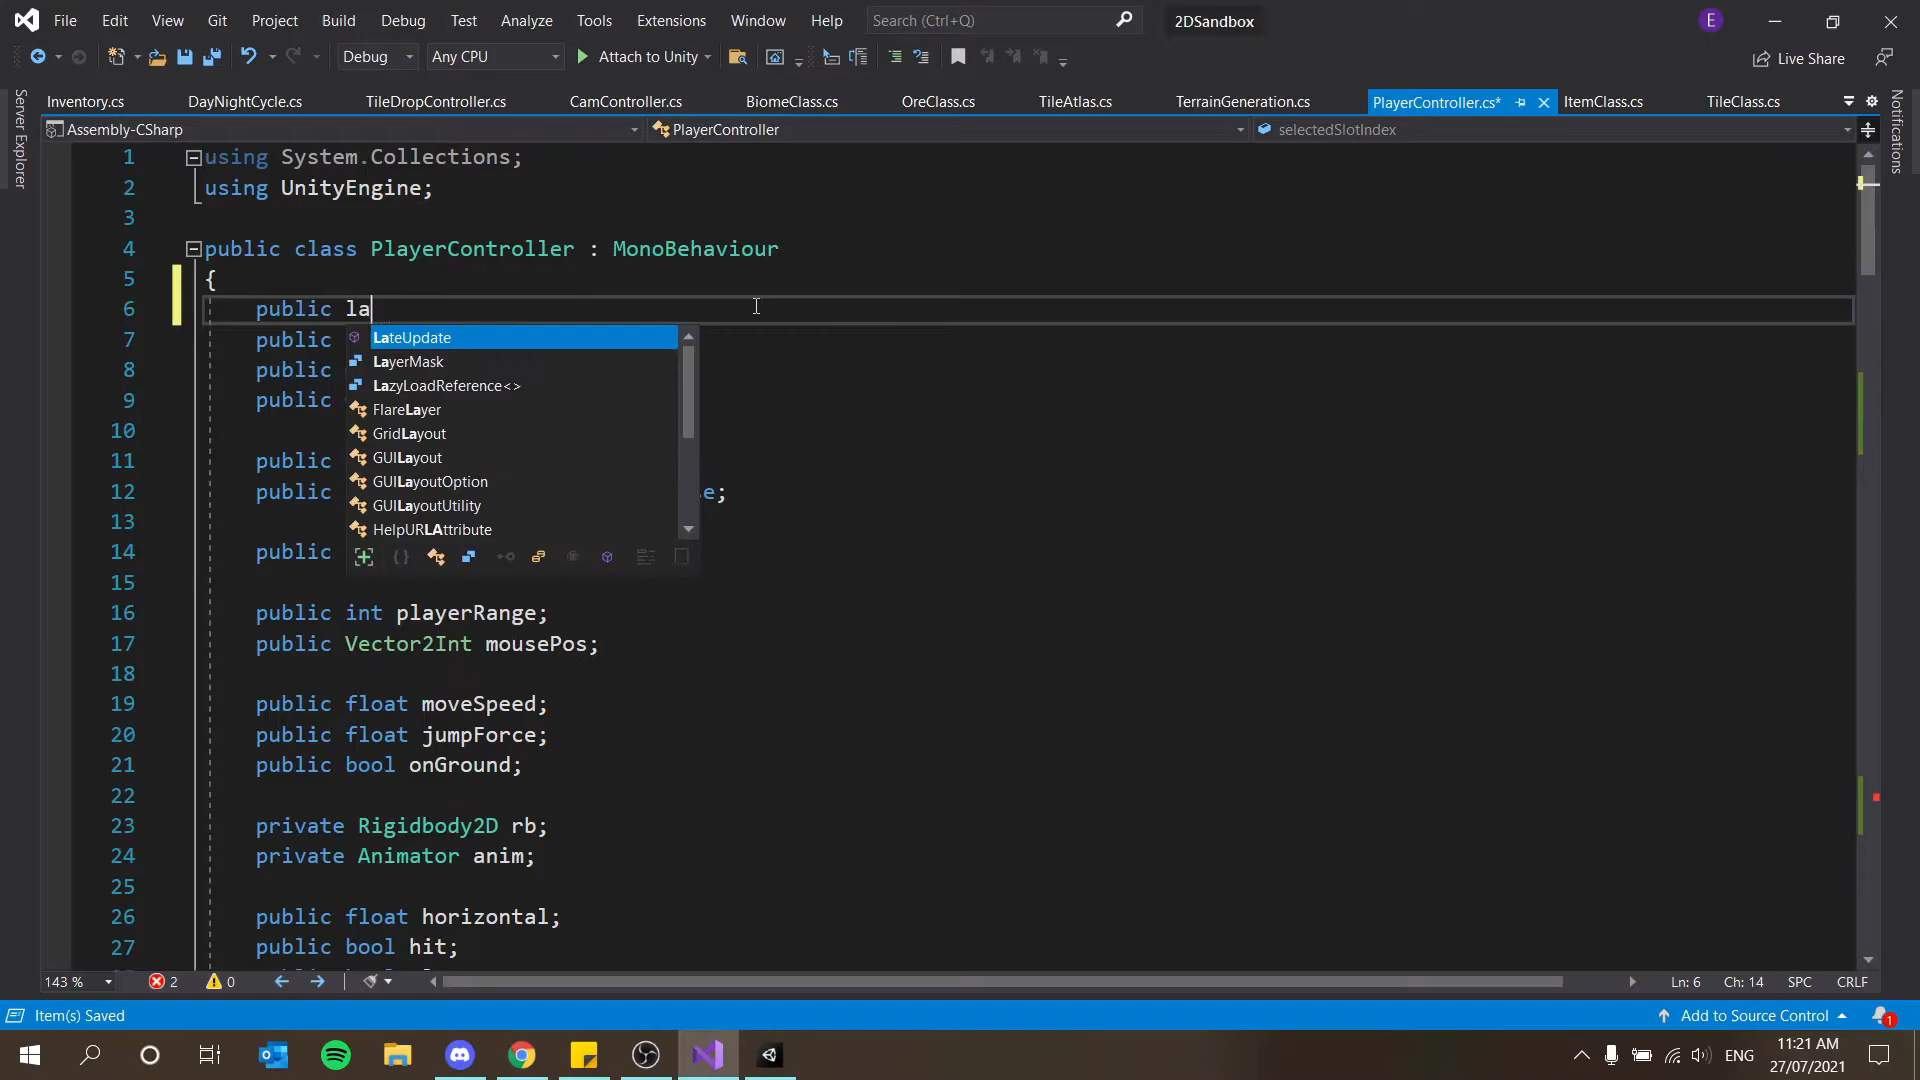 File Edit View Git Project Build Debug Test Analyze Tools Extensions Window Help Search (Ctrl+Q) 2DSandbox E
Debug Any CPU Attach to Unity Live Share
Inventory.cs DayNightCycle.cs TileDropController.cs CamController.cs BiomeClass.cs OreClass.cs TileAtlas.cs TerrainGeneration.cs PlayerController.cs* ItemClass.cs TileClass.cs
Server Explorer
Notifications
Assembly-CSharp PlayerController selectedSlotIndex
1 using System.Collections;
2 using UnityEngine;
3
4 public class PlayerController : MonoBehaviour
5 {
6 public la
7 public
8 public
9 public
10
11 public
12 public e;
13
14 public
15
16 public int playerRange;
17 public Vector2Int mousePos;
18
19 public float moveSpeed;
20 public float jumpForce;
21 public bool onGround;
22
23 private Rigidbody2D rb;
24 private Animator anim;
25
26 public float horizontal;
27 public bool hit;
LateUpdate
LayerMask
LazyLoadReference<>
FlareLayer
GridLayout
GUILayout
GUILayoutOption
GUILayoutUtility
HelpURLAttribute
143 % 2 0 Ln: 6 Ch: 14 SPC CRLF
Item(s) Saved Add to Source Control 1
ENG 11:21 AM
27/07/2021